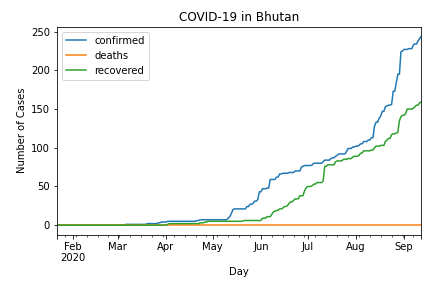 COVID-19 in Bhutan
confirmed
deaths
recovered
Number of Cases
250
200
150
100
50
0
Feb Mar Apr May Jun Jul Aug Sep
2020
Day